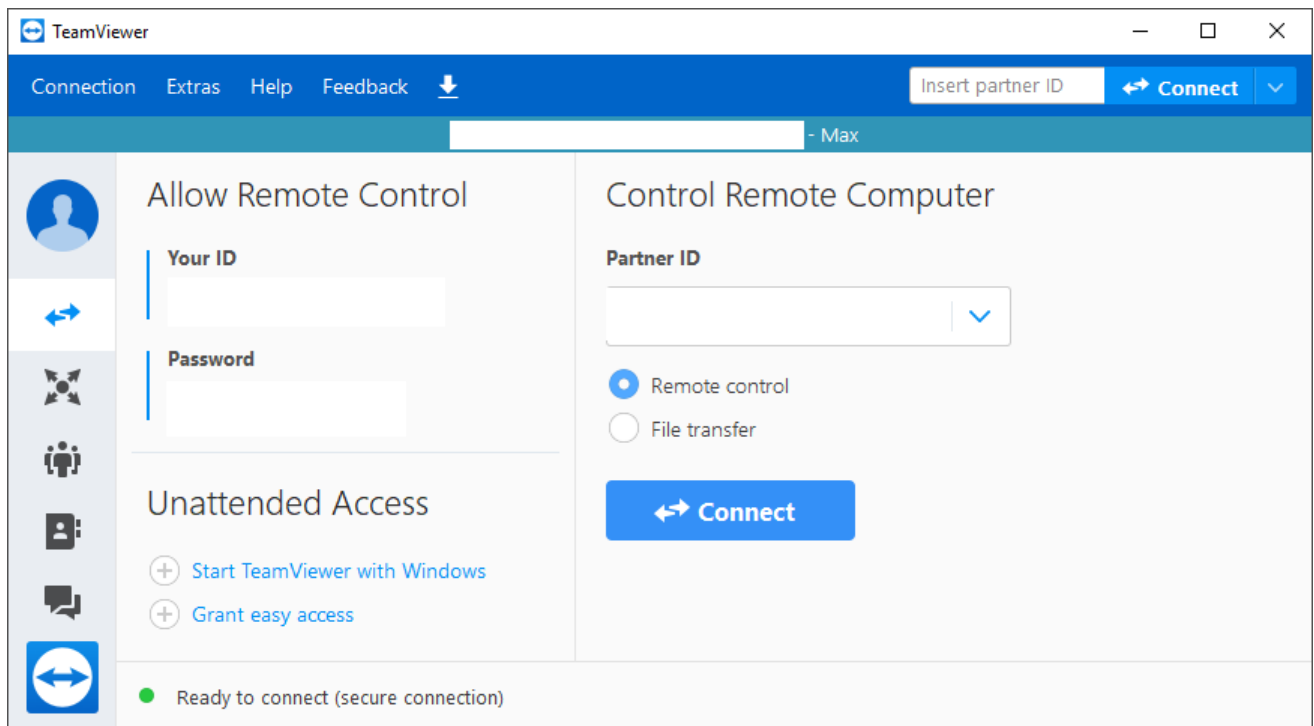 TeamViewer
Connection Extras Help Feedback Insert partner ID Connect
- Max
Allow Remote Control
Your ID
Password
Unattended Access
Start TeamViewer with Windows
Grant easy access
Control Remote Computer
Partner ID
Remote control
File transfer
Connect
Ready to connect (secure connection)